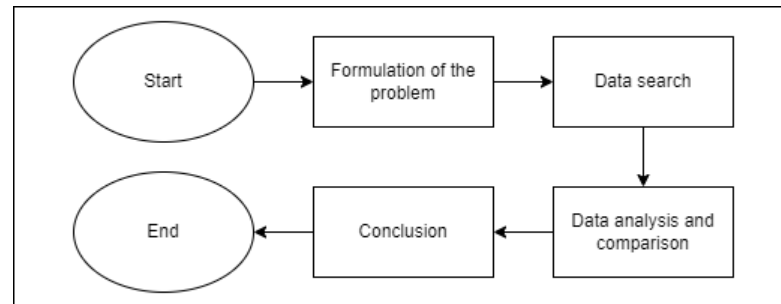 Start
Formulation of the
problem
Data search
Data analysis and
comparison
Conclusion
End